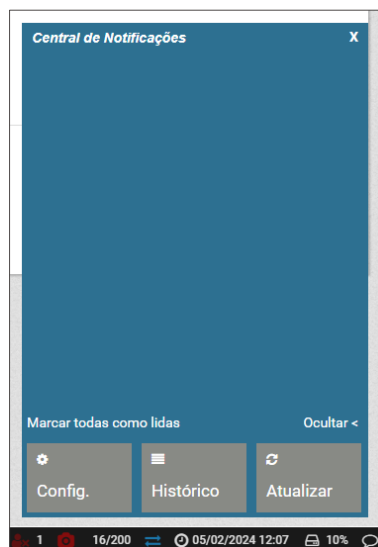 Central de Notificações X
Marcar todas como lidas Ocultar <
Config. Histórico Atualizar
1 16/200 05/02/2024 12:07 10%